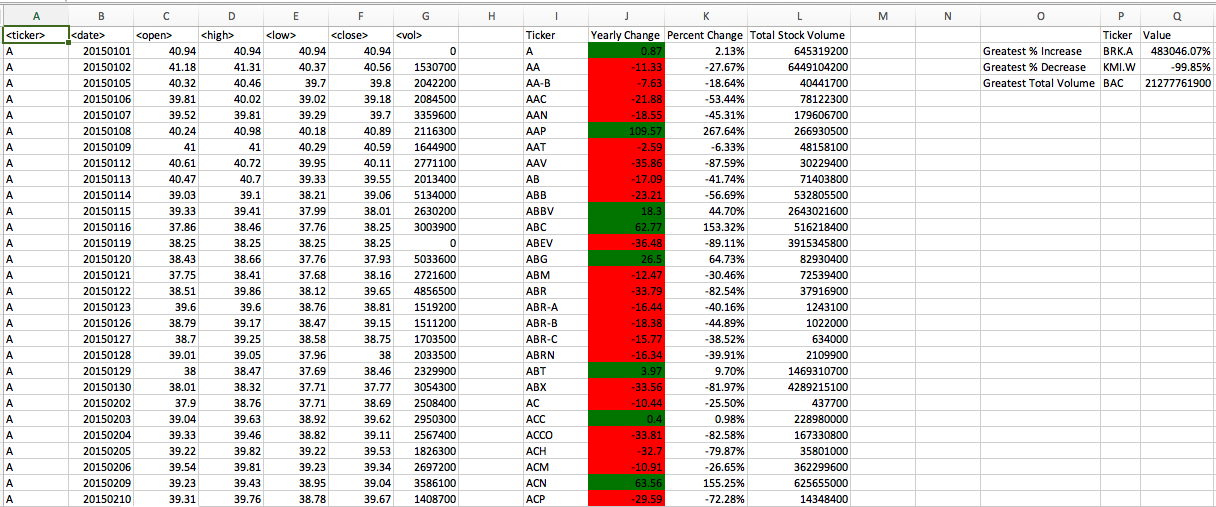 A B C D E F G H I J K L M N O P Q
<ticker> <date> <open> <high> <low> <close> <vol> Ticker Yearly Change Percent Change Total Stock Volume Ticker Value
A 20150101 40.94 40.94 40.94 40.94 0 A 0.87 2.13% 645319200 Greatest % Increase BRK.A 483046.07%
A 20150102 41.18 41.31 40.37 40.56 1530700 AA -11.33 -27.67% 6449104200 Greatest % Decrease KMI.W -99.85%
A 20150105 40.32 40.46 39.7 39.8 2042200 AA-B -7.63 -18.64% 40441700 Greatest Total Volume BAC 21277761900
A 20150106 39.81 40.02 39.02 39.18 2084500 AAC -21.88 -53.44% 78122300
A 20150107 39.52 39.81 39.29 39.7 3359600 AAN -18.55 -45.31% 179606700
A 20150108 40.24 40.98 40.18 40.89 2116300 AAP 109.57 267.64% 266930500
A 20150109 41 41 40.29 40.59 1644900 AAT -2.59 -6.33% 48158100
A 20150112 40.61 40.72 39.95 40.11 2771100 AAV -35.86 -87.59% 30229400
A 20150113 40.47 40.7 39.33 39.55 2013400 AB -17.09 -41.74% 71403800
A 20150114 39.03 39.1 38.21 39.06 5134000 ABB -23.21 -56.69% 532805500
A 20150115 39.33 39.41 37.99 38.01 2630200 ABBV 18.3 44.70% 2643021600
A 20150116 37.86 38.46 37.76 38.25 3003900 ABC 62.77 153.32% 516218400
A 20150119 38.25 38.25 38.25 38.25 0 ABEV -36.48 -89.11% 3915345800
A 20150120 38.43 38.66 37.76 37.93 5033600 ABG 26.5 64.73% 82930400
A 20150121 37.75 38.41 37.68 38.16 2721600 ABM -12.47 -30.46% 72539400
A 20150122 38.51 39.86 38.12 39.65 4856500 ABR -33.79 -82.54% 37916900
A 20150123 39.6 39.6 38.76 38.81 1519200 ABR-A -16.44 -40.16% 1243100
A 20150126 38.79 39.17 38.47 39.15 1511200 ABR-B -18.38 -44.89% 1022000
A 20150127 38.7 39.25 38.58 38.75 1703500 ABR-C -15.77 -38.52% 634000
A 20150128 39.01 39.05 37.96 38 2033500 ABRN -16.34 -39.91% 2109900
A 20150129 38 38.47 37.69 38.46 2329900 ABT 3.97 9.70% 1469310700
A 20150130 38.01 38.32 37.71 37.77 3054300 ABX -33.56 -81.97% 4289215100
A 20150202 37.9 38.76 37.71 38.69 2508400 AC -10.44 -25.50% 437700
A 20150203 39.04 39.63 38.92 39.62 2950300 ACC 0.4 0.98% 228980000
A 20150204 39.33 39.46 38.82 39.11 2567400 ACCO -33.81 -82.58% 167330800
A 20150205 39.22 39.82 39.22 39.53 1826300 ACH -32.7 -79.87% 35801000
A 20150206 39.54 39.81 39.23 39.34 2697200 ACM -10.91 -26.65% 362299600
A 20150209 39.23 39.43 38.95 39.04 3586100 ACN 63.56 155.25% 625655000
A 20150210 39.31 39.76 38.78 39.67 1408700 ACP -29.59 -72.28% 14348400